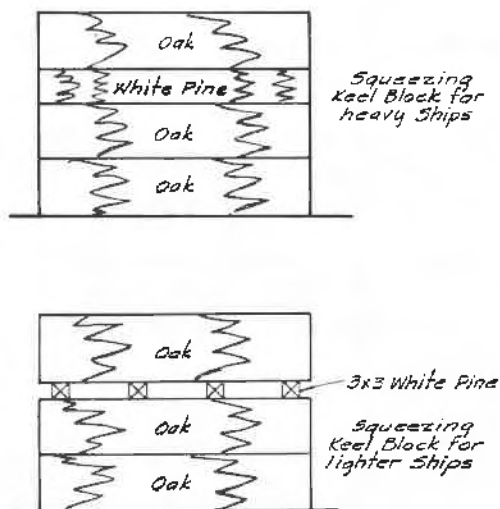 Oak
White Pine
Oak
Oak
Squeezing
Keel Block for
heavy Ships
Oak
3x3 White Pine
Oak
Oak
Squeezing
Keel Block for
lighter Ships